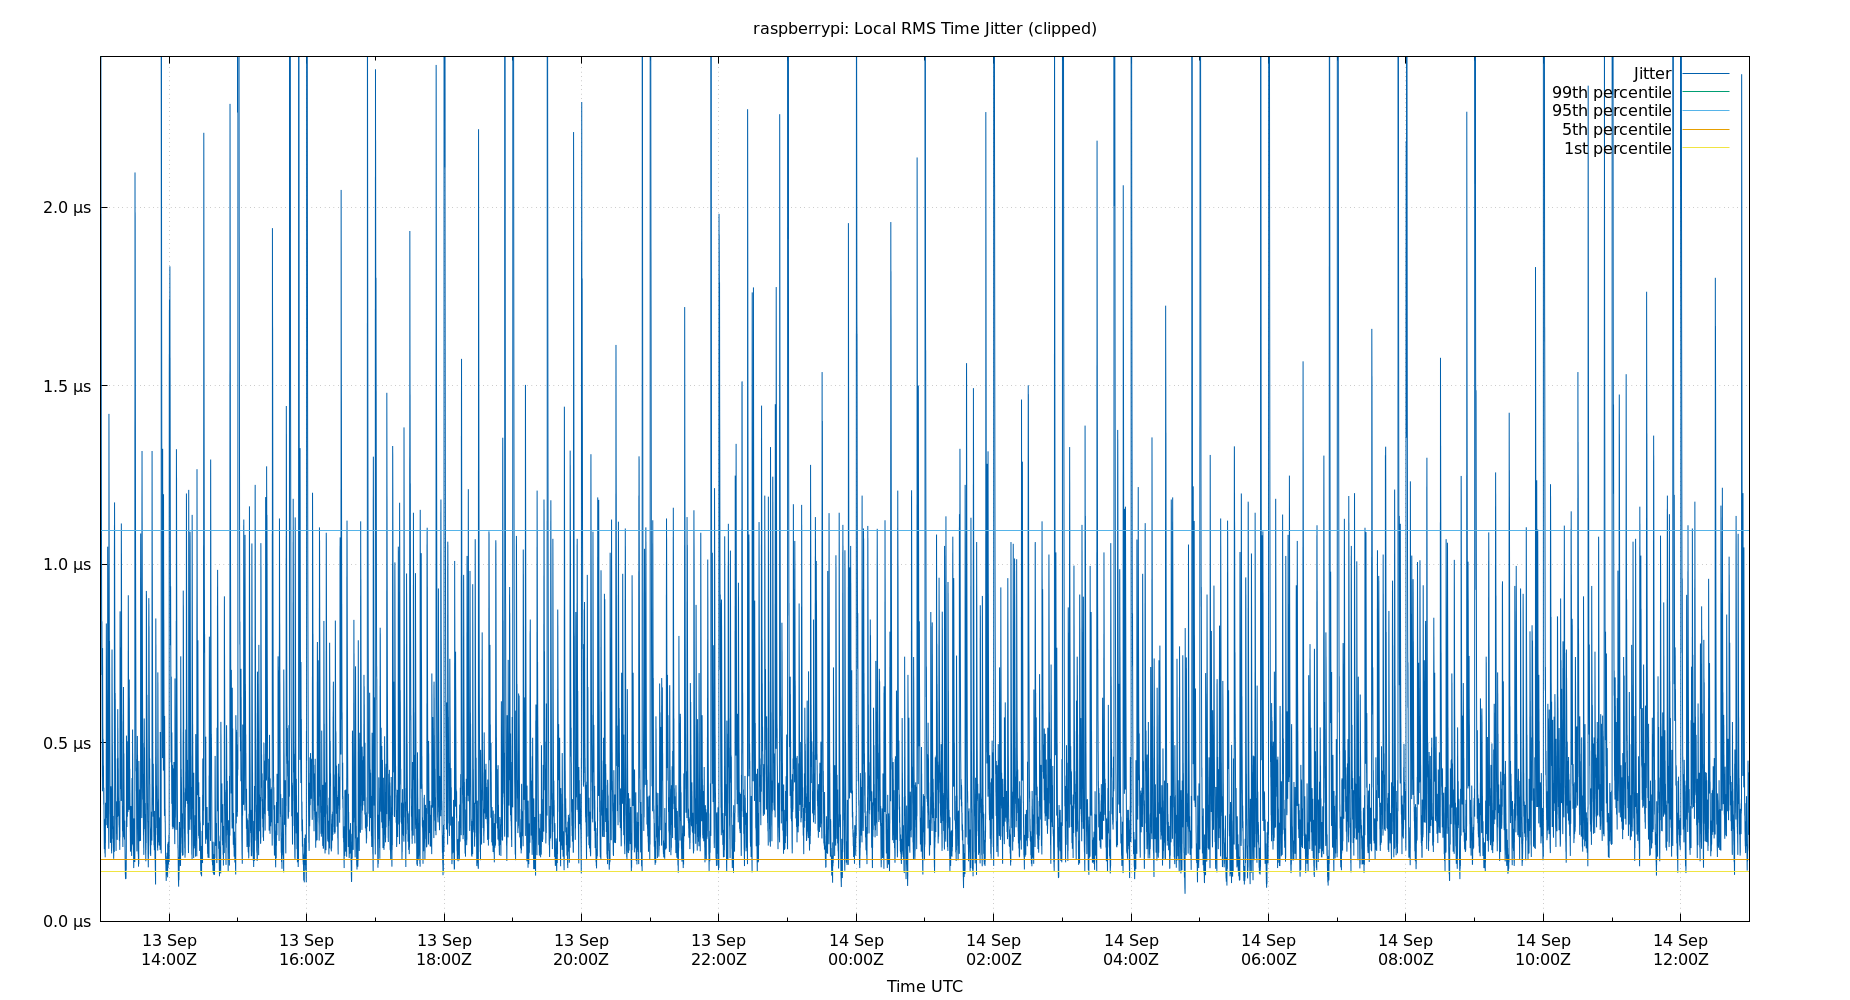 raspberrypi: Local RMS Time Jitter (clipped)
Jitter
99th percentile
95th percentile
5th percentile
1st percentile
2.0 µs
1.5 µs
1.0 µs
0.5 µs
0.0 µs
13 Sep 13 Sep 13 Sep 13 Sep 13 Sep 14 Sep 14 Sep 14 Sep 14 Sep 14 Sep 14 Sep 14 Sep
14:00Z 16:00Z 18:00Z 20:00Z 22:00Z 00:00Z 02:00Z 04:00Z 06:00Z 08:00Z 10:00Z 12:00Z
Time UTC